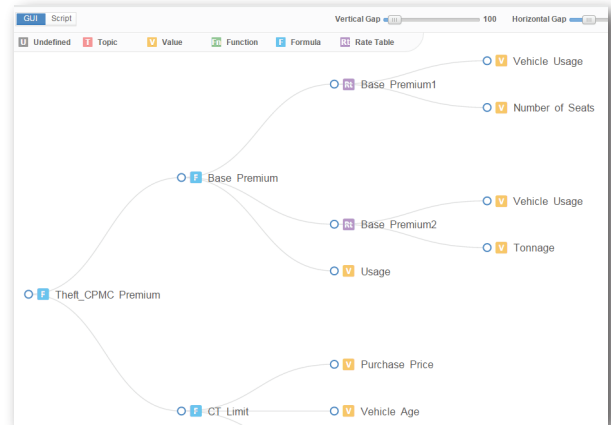 GUI Script Vertical Gap 100 Horizontal Gap
U Undefined T Topic V Value Fn Function F Formula Rt Rate Table
V Vehicle Usage
Rt Base Premium1
V Number of Seats
F Base Premium
V Vehicle Usage
Rt Base Premium2
V Tonnage
V Usage
F Theft_CPMC Premium
V Purchase Price
F CT Limit V Vehicle Age